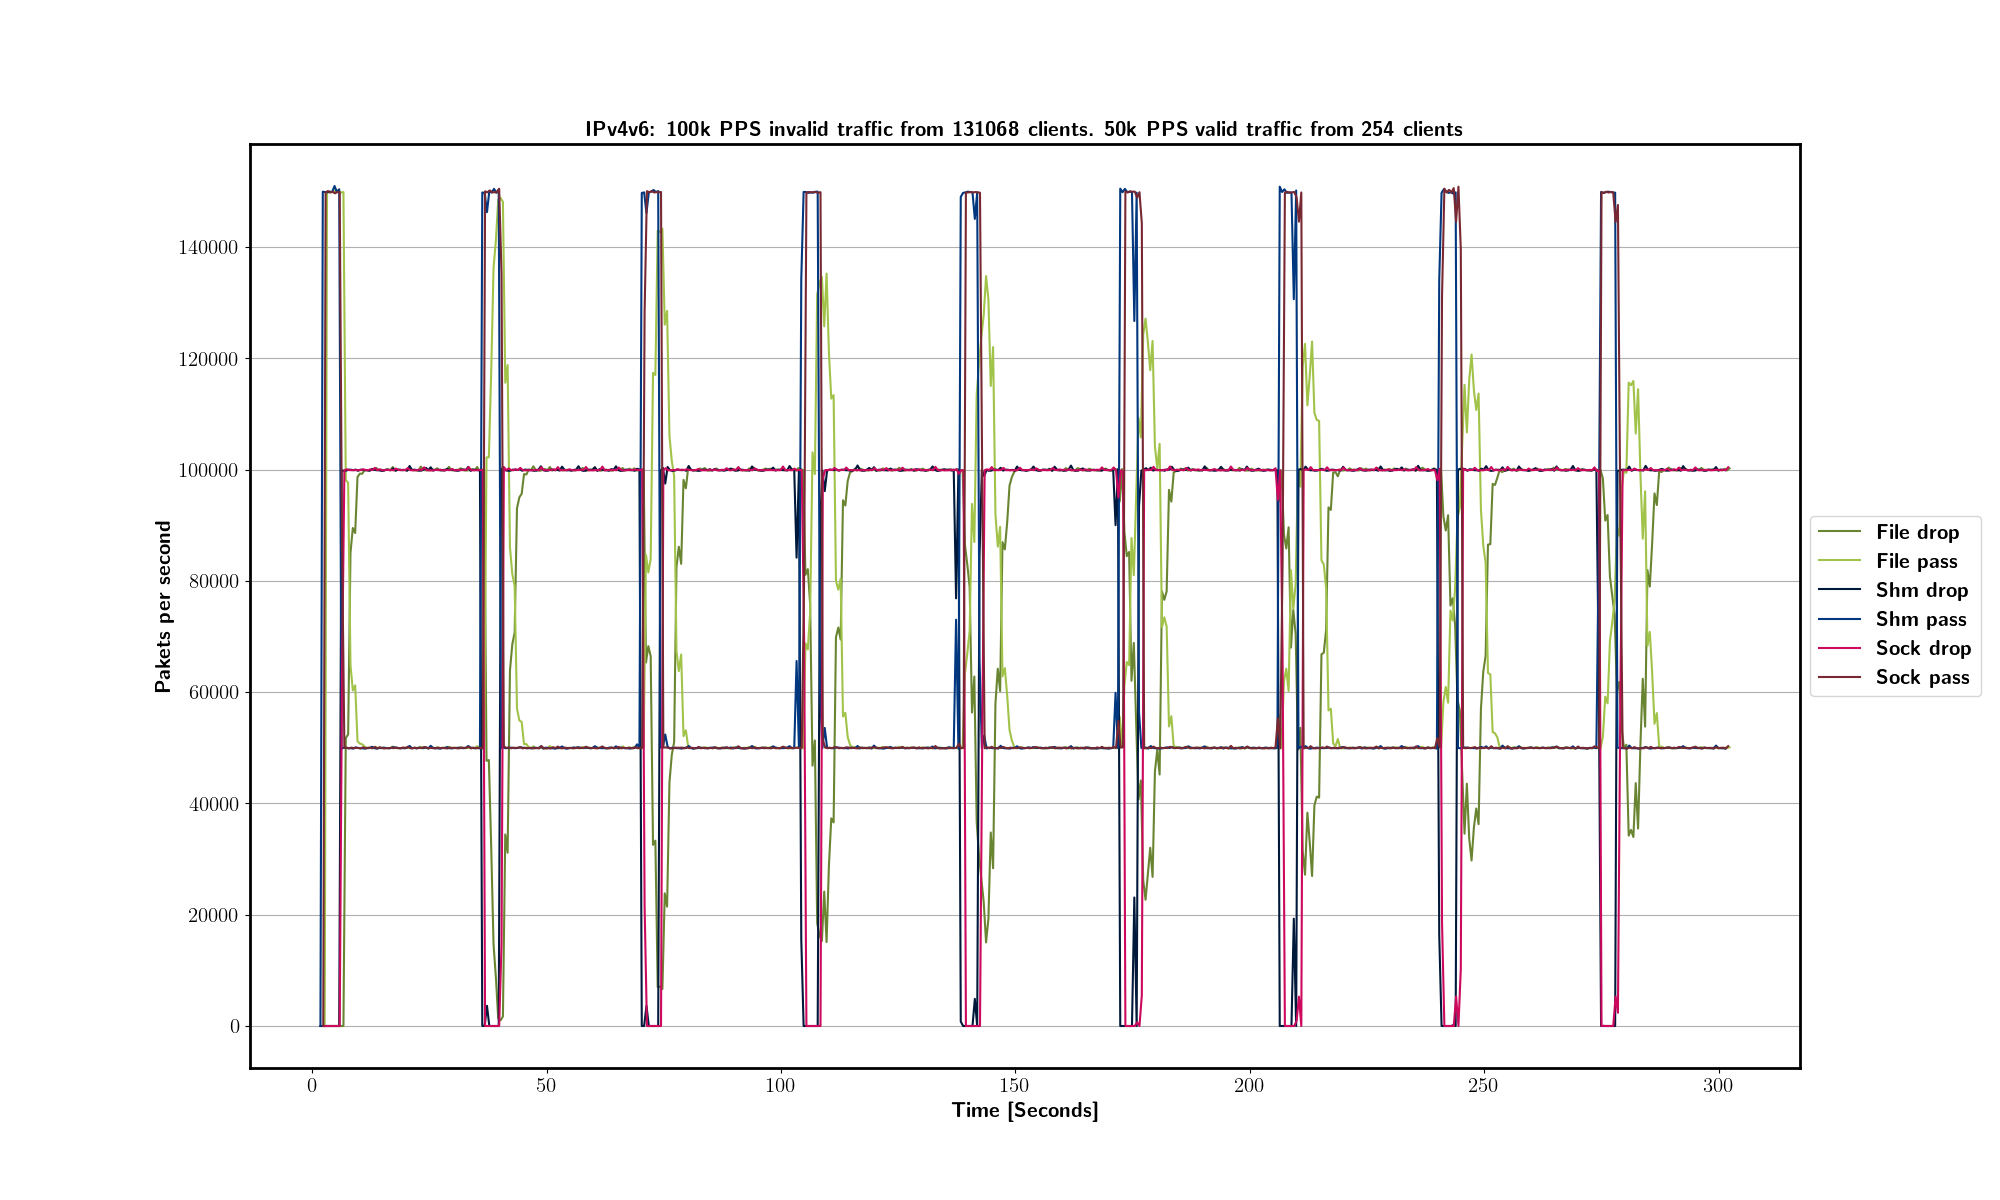 IPv4v6: 100k PPS invalid traffic from 131068 clients. 50k PPS valid traffic from 254 clients
140000
120000
100000
80000
60000
40000
20000
0
Pakets per second
0 50 100 150 200 250 300
Time [Seconds]
File drop
File pass
Shm drop
Shm pass
Sock drop
Sock pass